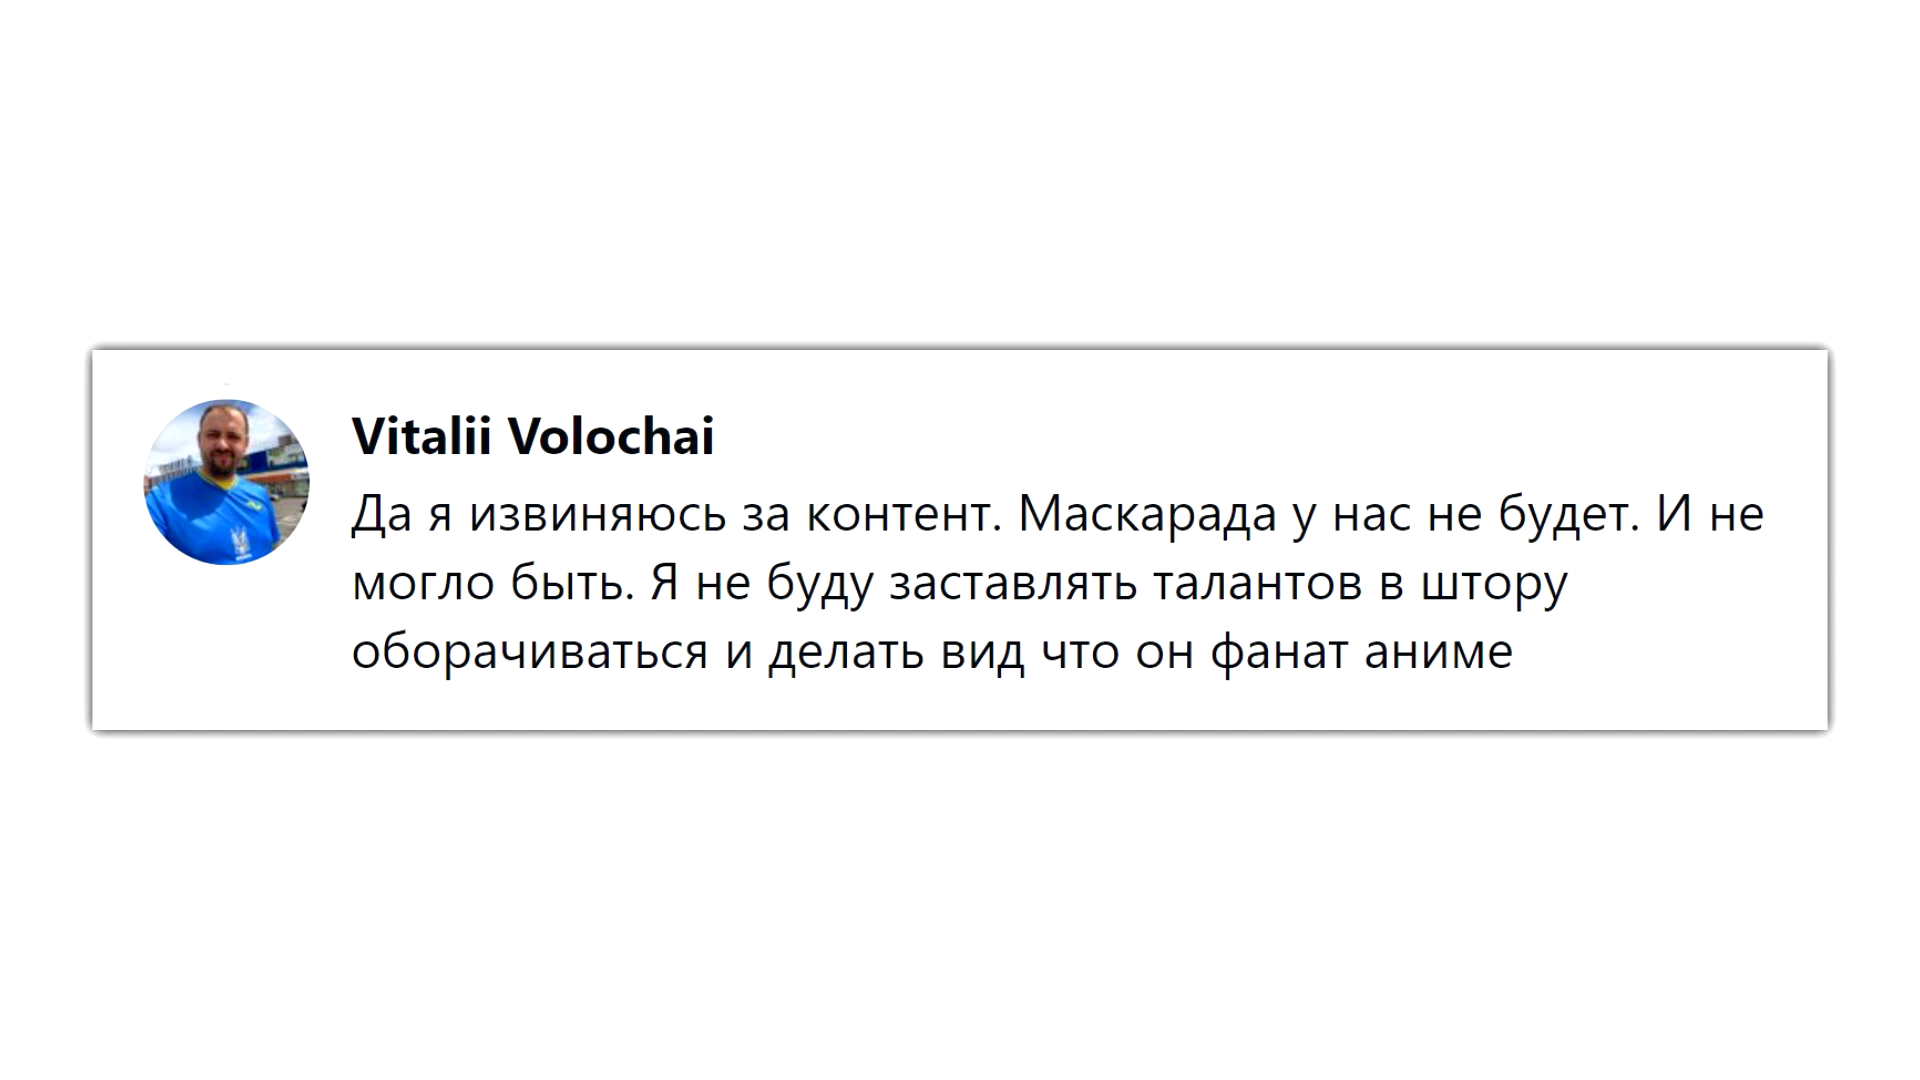 Vitalii Volochai
Да я извиняюсь за контент. Маскарада у нас не будет. И не
могло быть. Я не буду заставлять талантов в штору
оборачиваться и делать вид что он фанат аниме